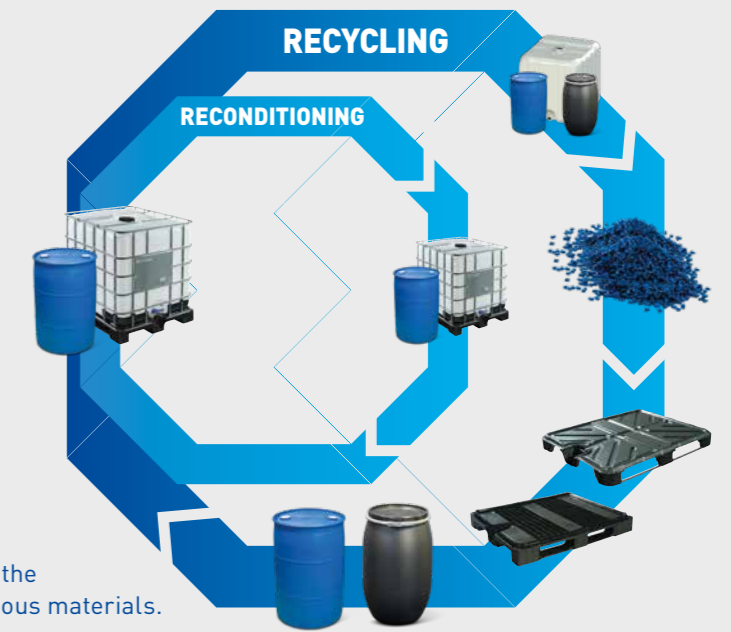 RECYCLING
RECONDITIONING
the
ous materials.